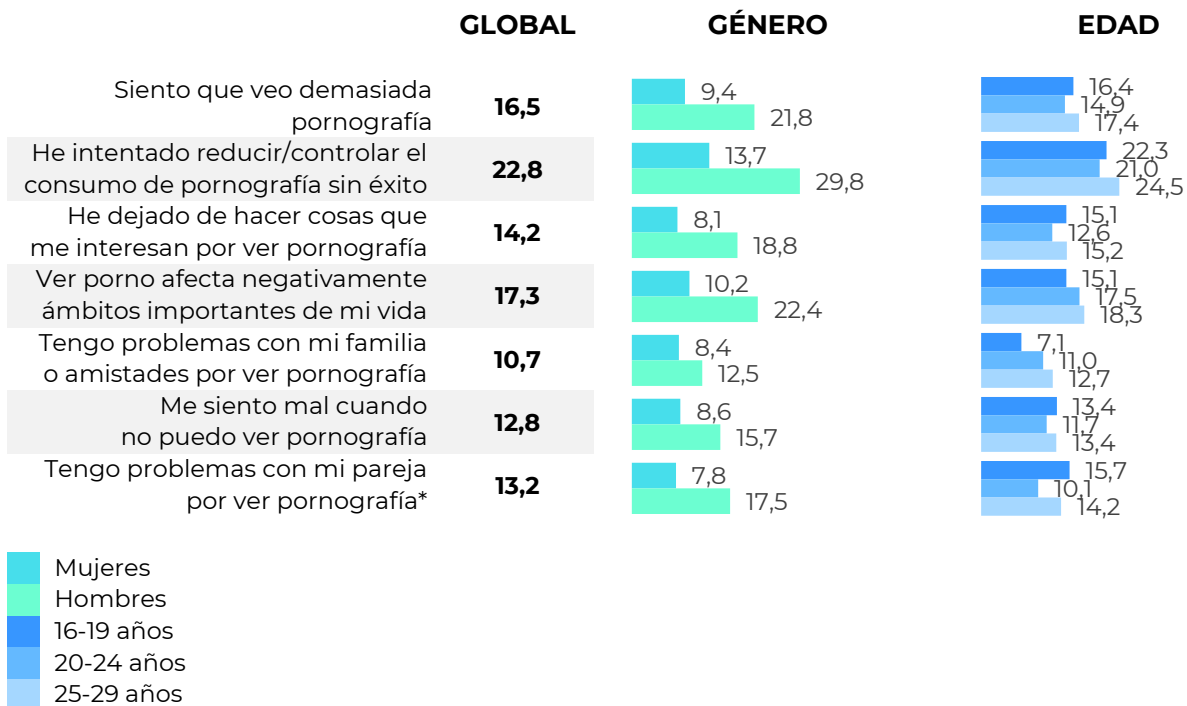 GLOBAL GÉNERO EDAD
Siento que veo demasiada
pornografía
16,5
9,4
21,8
16,4
14,9
17,4
He intentado reducir/controlar el
consumo de pornografía sin éxito
22,8
13,7
29,8
22,3
21,0
24,5
He dejado de hacer cosas que
me interesan por ver pornografía
14,2
8,1
18,8
15,1
12,6
15,2
Ver porno afecta negativamente
ámbitos importantes de mi vida
17,3
10,2
22,4
15,1
17,5
18,3
Tengo problemas con mi familia
o amistades por ver pornografía
10,7
8,4
12,5
7,1
11,0
12,7
Me siento mal cuando
no puedo ver pornografía
12,8
8,6
15,7
13,4
11,7
13,4
Tengo problemas con mi pareja
por ver pornografía*
13,2
7,8
17,5
15,7
10,1
14,2
Mujeres
Hombres
16-19 años
20-24 años
25-29 años